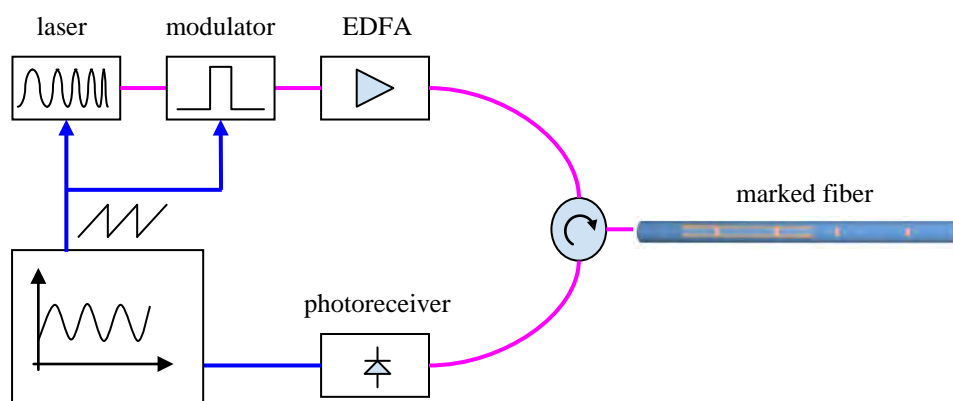 laser
modulator
EDFA
marked fiber
photoreceiver